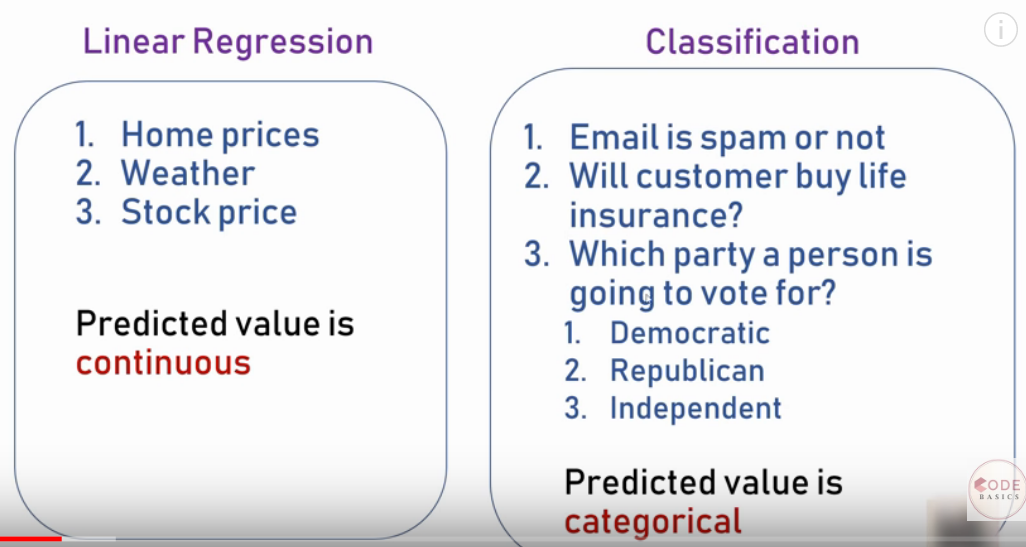 Linear Regression
1. Home prices
2. Weather
3. Stock price
Predicted value is
continuous
Classification
1. Email is spam or not
2. Will customer buy life
insurance?
3. Which party a person is
going to vote for?
1. Democratic
2. Republican
3. Independent
Predicted value is
categorical
CODE
BASICS
i